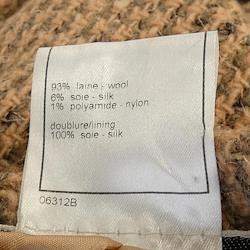 93% laine - wool
6% soie - silk
1% polyamide - nylon
doublure/lining
100% soie - silk
06312B